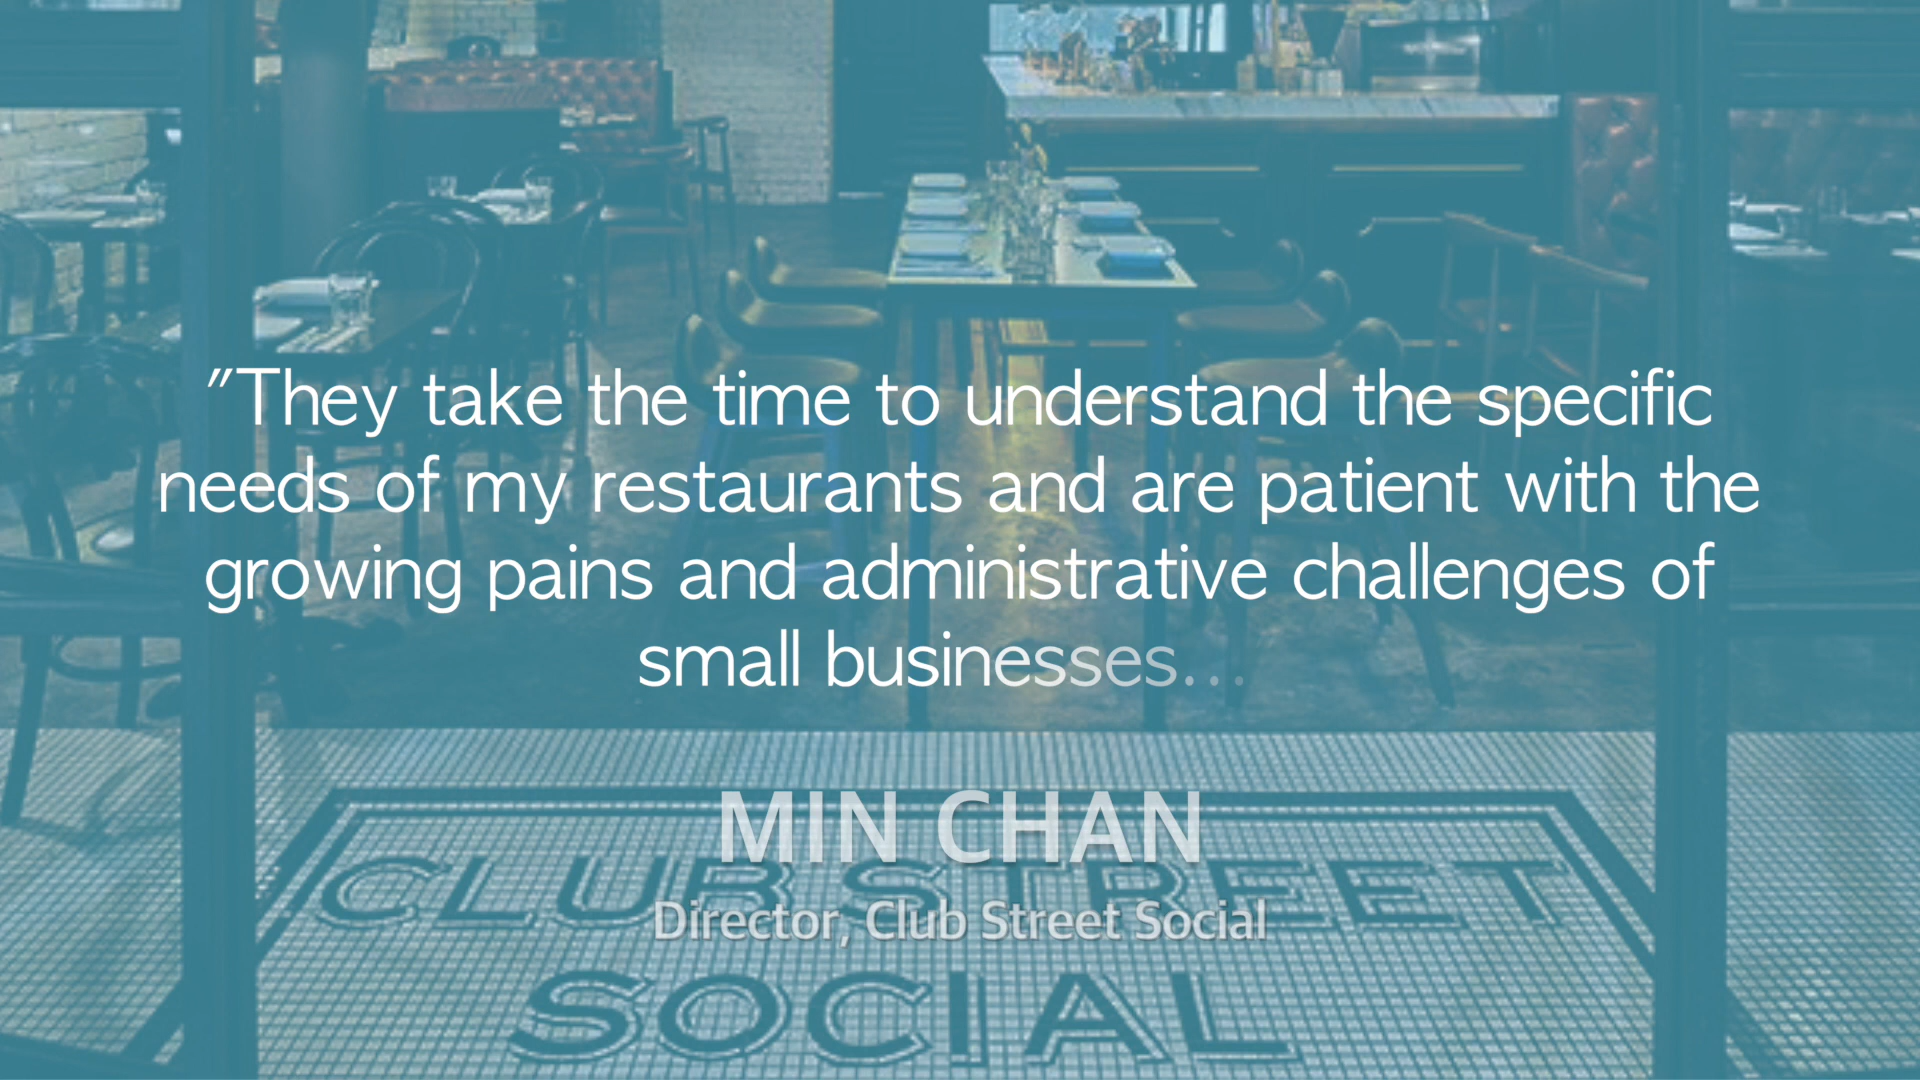 "They take the time to understand the specific
needs of my restaurants and are patient with the
growing pains and administrative challenges of
small businesses...
MIN CHAN
CLUB STREET
Director, Club Street Social
SOCIAL